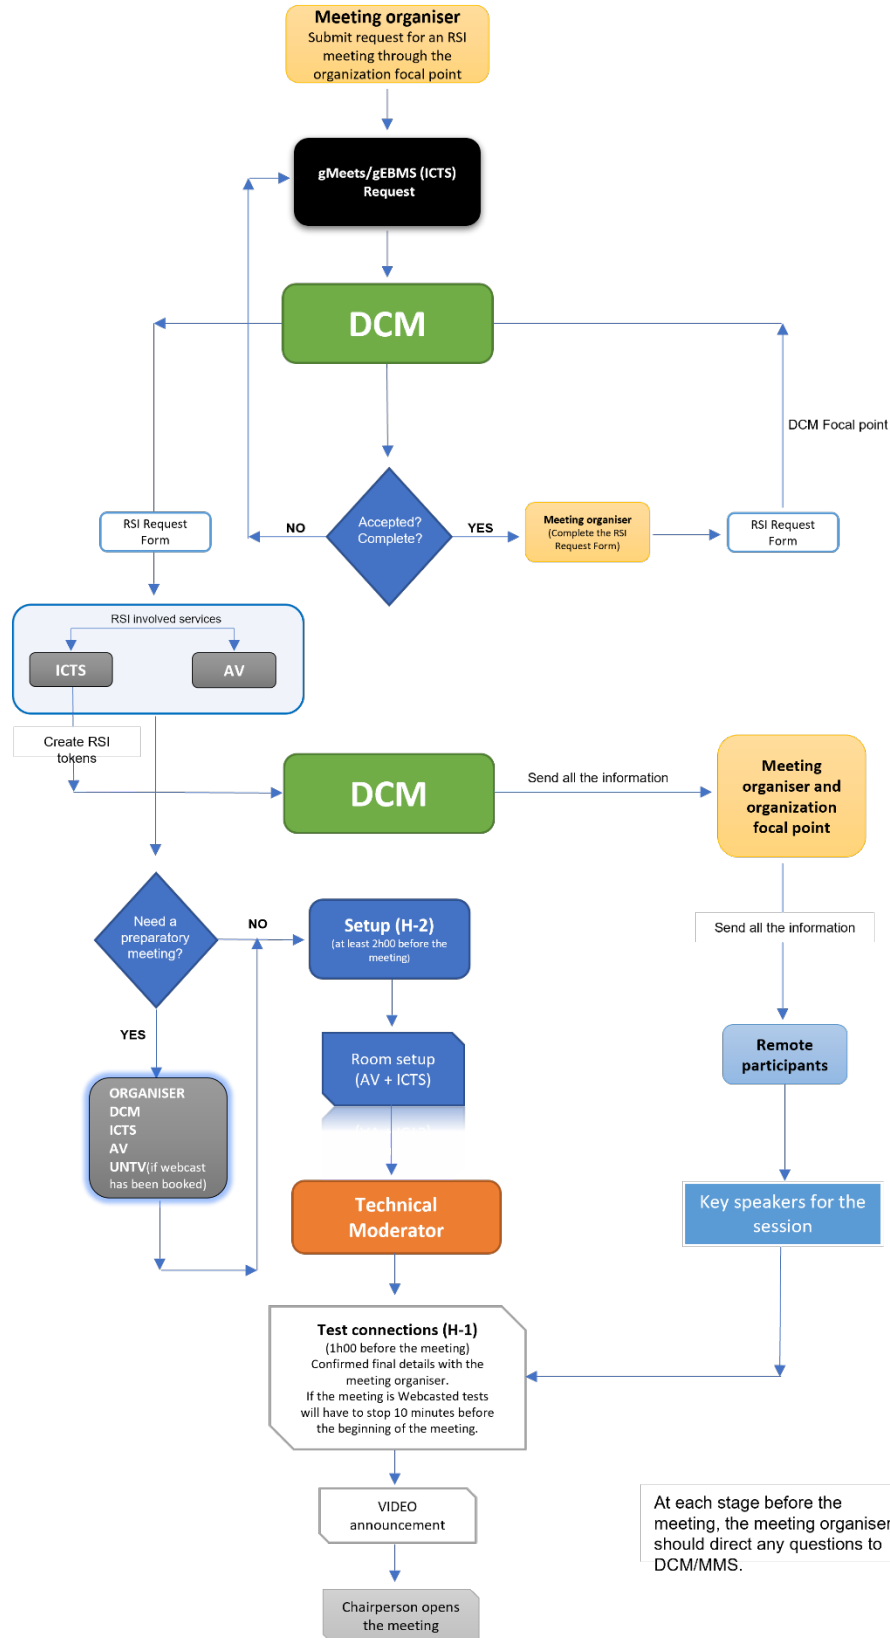 Meeting organiser
Submit request for an RSI
meeting through the
organization focal point
gMeets/gEBMS (ICTS)
Request
DCM
DCM Focal point
Accepted?
Complete?
NO
YES
Meeting organiser
(Complete the RSI
Request Form)
RSI Request
Form
RSI Request
Form
RSI involved services
ICTS
AV
Create RSI
tokens
DCM
Send all the information
Meeting
organiser and
organization
focal point
Need a
preparatory
meeting?
NO
YES
Setup (H-2)
(at least 2h00 before the
meeting)
Send all the information
Room setup
(AV + ICTS)
Remote
participants
ORGANISER
DCM
ICTS
AV
UNTV(if webcast
has been booked)
Technical
Moderator
Key speakers for the
session
Test connections (H-1)
(1h00 before the meeting)
Confirmed final details with the
meeting organiser.
If the meeting is Webcasted tests
will have to stop 10 minutes before
the beginning of the meeting.
VIDEO
announcement
At each stage before the
meeting, the meeting organiser
should direct any questions to
DCM/MMS.
Chairperson opens
the meeting